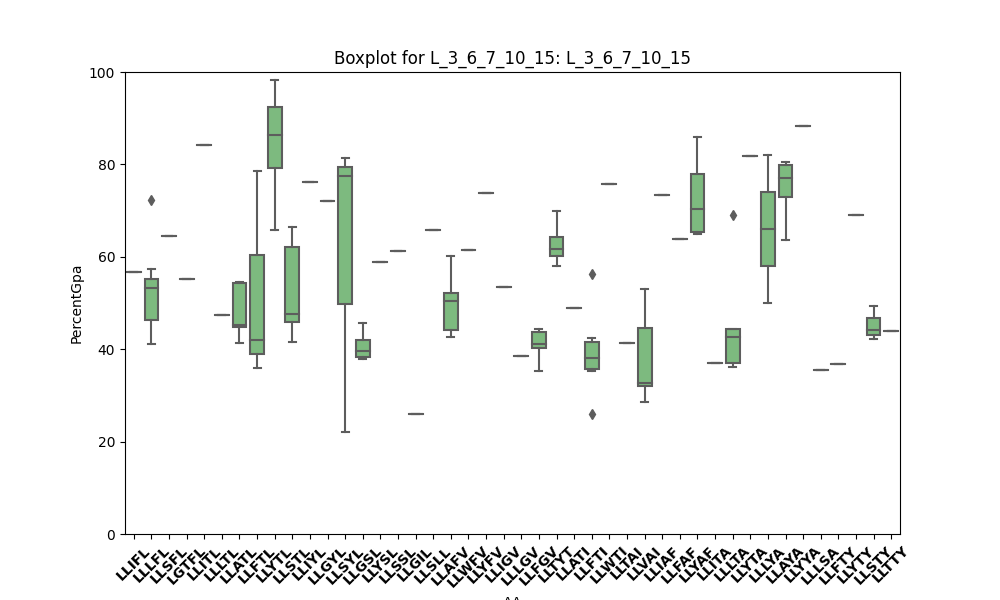 Boxplot for L_3_6_7_10_15: L_3_6_7_10_15
PercentGpa
100
80
60
40
20
0
LLIFL
LLLFL
LLSFL
LGTFL
LLITL
LLLTL
LLATL
LLFTL
LLYTL
LLSTL
LLIYL
LLGYL
LLSYL
LLGSL
LLYSL
LLSSL
LLGIL
LLSLL
LLAFV
LLWFV
LLYFV
LLIGV
LLLGV
LLFGV
LLTYT
LLATI
LLFTI
LLWTI
LLTAI
LLVAI
LLIAF
LLFAF
LLYAF
LLITA
LLLTA
LLYTA
LLLYA
LLAYA
LLYYA
LLLSA
LLFTY
LLYTY
LLSTY
LLTTY